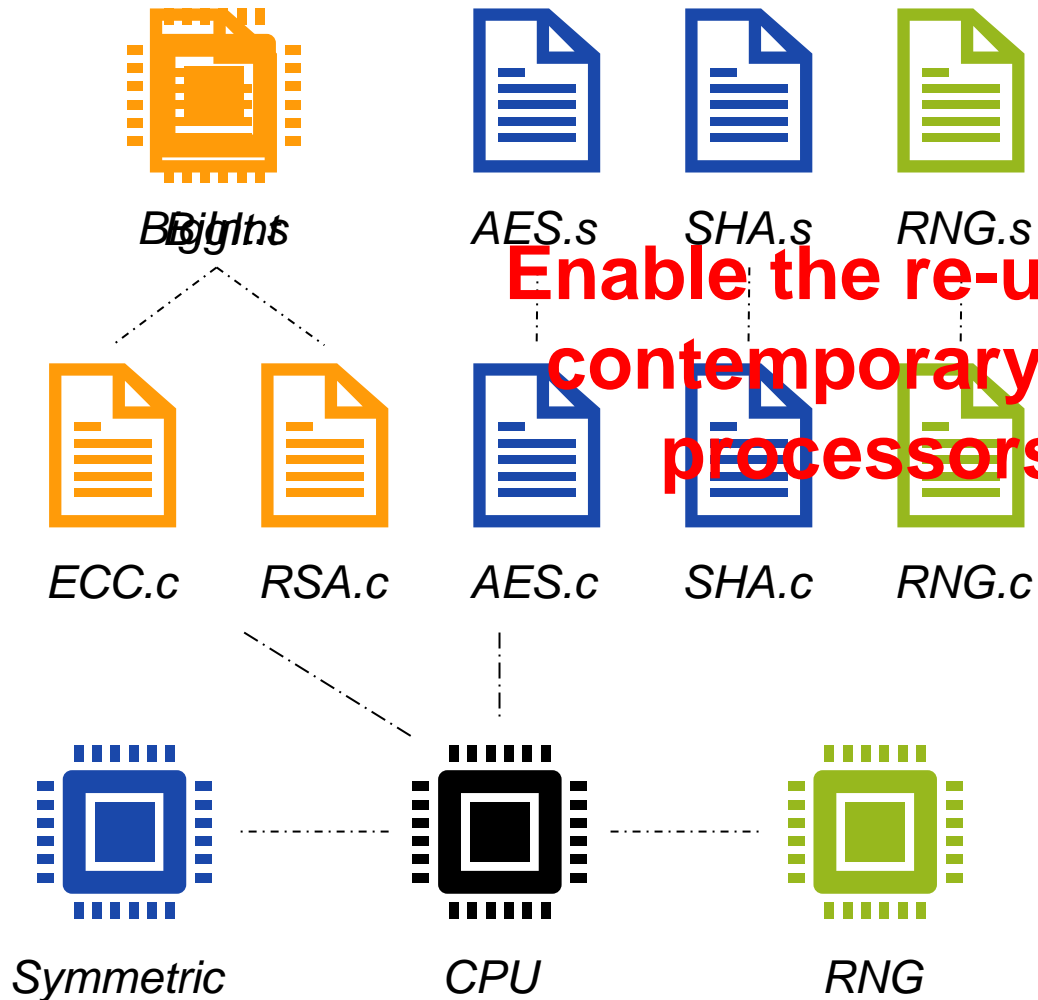 AES.s SHA.s RNG.s
Enable the re-u
contemporary
processors
ECC.c RSA.c AES.c SHA.c RNG.c
Symmetric CPU RNG